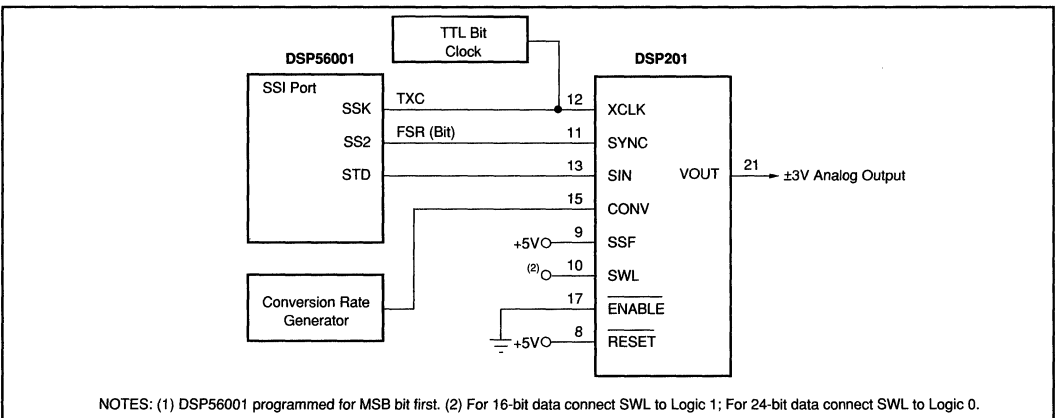 TTL Bit
Clock
DSP56001
DSP201
SSI Port
SSK
TXC
12
XCLK
SS2
FSR (Bit)
11
SYNC
STD
13
SIN
VOUT
21
±3V Analog Output
15
CONV
+5V
9
SSF
(2)
10
SWL
Conversion Rate
Generator
17
ENABLE
+5V
8
RESET
NOTES: (1) DSP56001 programmed for MSB bit first. (2) For 16-bit data connect SWL to Logic 1; For 24-bit data connect SWL to Logic 0.